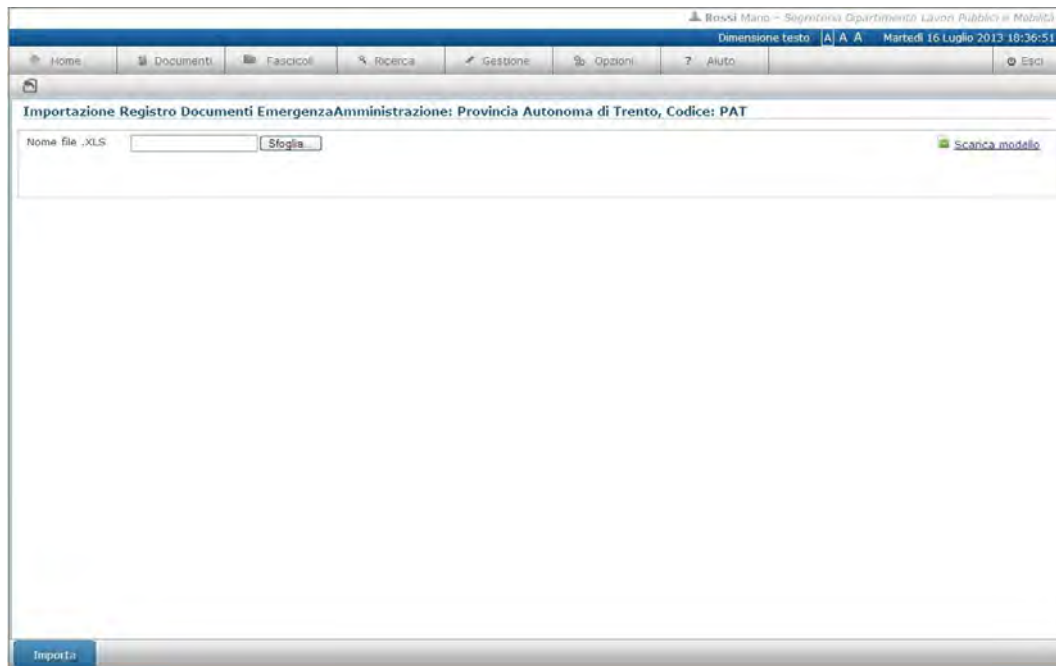 Rossi Mario - Segreteria Dipartimento Lavori Pubblici e Mobilità
Dimensione testo A A A Martedì 16 Luglio 2013 18:36:51
Home Documenti Fascicoli Ricerca Gestione Opzioni ? Aiuto Esci
Importazione Registro Documenti EmergenzaAmministrazione: Provincia Autonoma di Trento, Codice: PAT
Nome file .XLS Sfoglia... Scarica modello
Importa